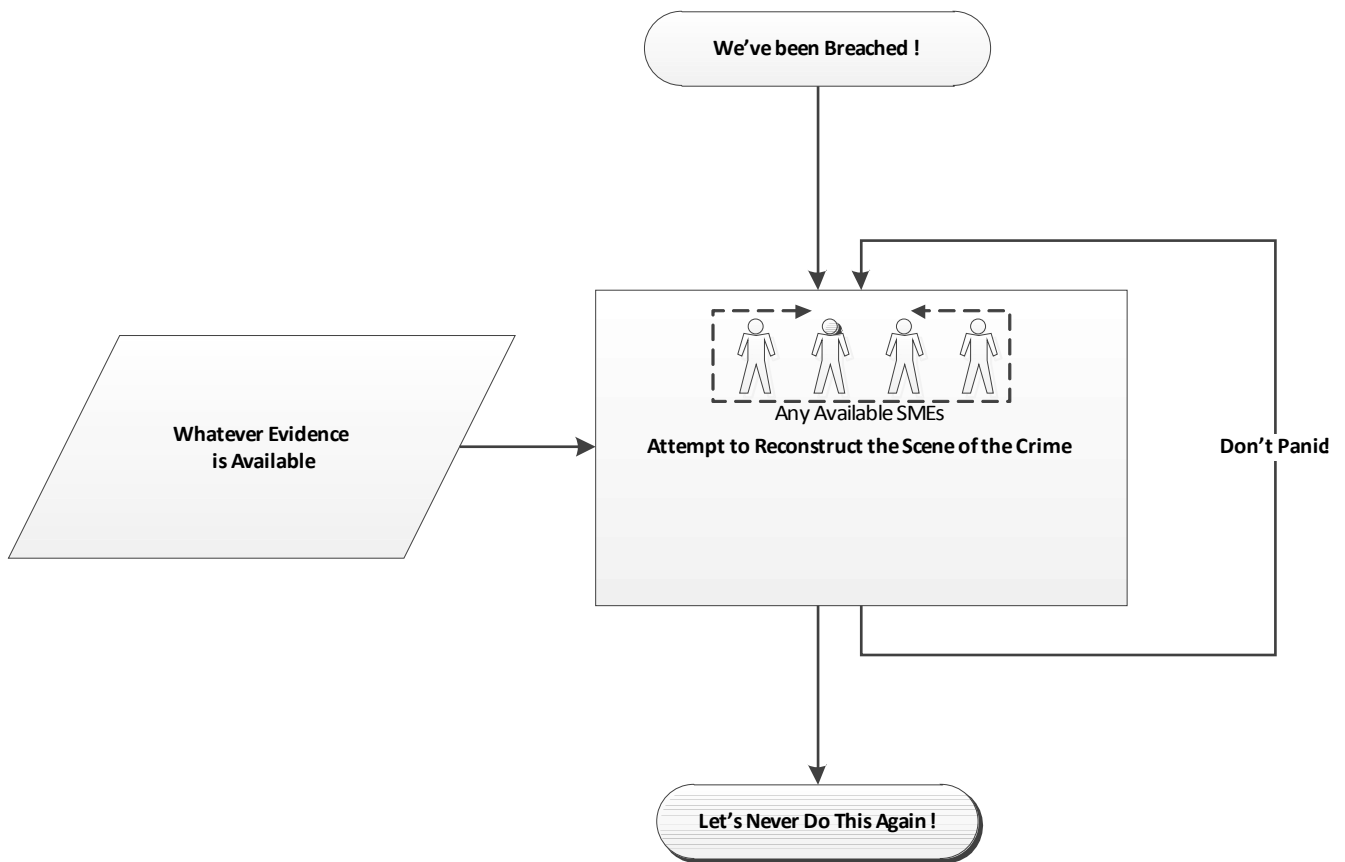 We've been Breached !
Any Available SMEs
Whatever Evidence
is Available
Attempt to Reconstruct the Scene of the Crime
Don't Panic
Let's Never Do This Again !